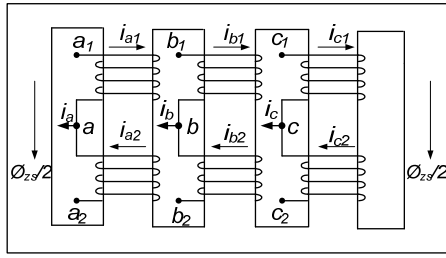 a1 ia1 b1 ib1 c1 ic1
ia a ib b ic c
ia2 ib2 ic2
Øzs/2 Øzs/2
a2 b2 c2